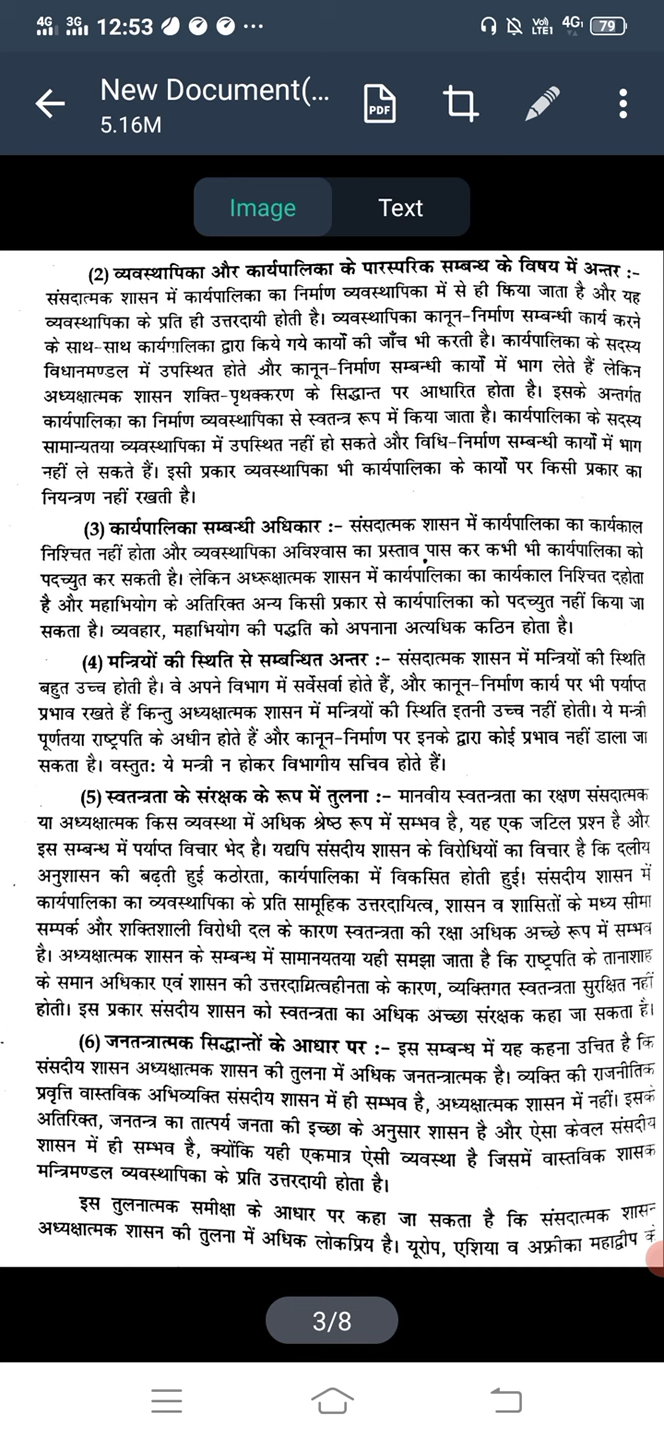 4G 3G 12:53 ••• Vo) LTE1 4G 79
New Document(...
5.16M
PDF
Image Text
(2) व्यवस्थापिका और कार्यपालिका के पारस्परिक सम्बन्ध के विषय में अन्तर :-
संसदात्मक शासन में कार्यपालिका का निर्माण व्यवस्थापिका में से ही किया जाता है और यह
व्यवस्थापिका के प्रति ही उत्तरदायी होती है। व्यवस्थापिका कानून-निर्माण सम्बन्धी कार्य करने
के साथ-साथ कार्यपालिका द्वारा किये गये कार्यो की जाँच भी करती है। कार्यपालिका के सदस्य
विधानमण्डल में उपस्थित होते और कानून-निर्माण सम्बन्धी कार्यो में भाग लेते हैं लेकिन
अध्यक्षात्मक शासन शक्ति-पृथक्करण के सिद्धान्त पर आधारित होता है। इसके अन्तर्गत
कार्यपालिका का निर्माण व्यवस्थापिका से स्वतन्त्र रूप में किया जाता है। कार्यपालिका के सदस्य
सामान्यतया व्यवस्थापिका में उपस्थित नहीं हो सकते और विधि-निर्माण सम्बन्धी कार्यों में भाग
नहीं ले सकते हैं। इसी प्रकार व्यवस्थापिका भी कार्यपालिका के कार्यो पर किसी प्रकार का
नियन्त्रण नहीं रखती है।
(3) कार्यपालिका सम्बन्धी अधिकार :- संसदात्मक शासन में कार्यपालिका का कार्यकाल
निश्चित नहीं होता और व्यवस्थापिका अविश्वास का प्रस्ताव पास कर कभी भी कार्यपालिका को
पदच्युत कर सकती है। लेकिन अध्रूक्षात्मक शासन में कार्यपालिका का कार्यकाल निश्चित दहोता
है और महाभियोग के अतिरिक्त अन्य किसी प्रकार से कार्यपालिका को पदच्युत नहीं किया जा
सकता है। व्यवहार, महाभियोग की पद्धति को अपनाना अत्यधिक कठिन होता है।
(4) मन्त्रियों की स्थिति से सम्बन्धित अन्तर :- संसदात्मक शासन में मन्त्रियों की स्थिति
बहुत उच्च होती है। वे अपने विभाग में सर्वेसर्वा होते हैं, और कानून-निर्माण कार्य पर भी पर्याप्त
प्रभाव रखते हैं किन्तु अध्यक्षात्मक शासन में मन्त्रियों की स्थिति इतनी उच्च नहीं होती। ये मन्त्री
पूर्णतया राष्ट्रपति के अधीन होते हैं और कानून-निर्माण पर इनके द्वारा कोई प्रभाव नहीं डाला जा
सकता है। वस्तुत: ये मन्त्री न होकर विभागीय सचिव होते हैं।
(5) स्वतन्त्रता के संरक्षक के रूप में तुलना :- मानवीय स्वतन्त्रता का रक्षण संसदात्मक
या अध्यक्षात्मक किस व्यवस्था में अधिक श्रेष्ठ रूप में सम्भव है, यह एक जटिल प्रश्न है और
इस सम्बन्ध में पर्याप्त विचार भेद है। यद्यपि संसदीय शासन के विरोधियों का विचार है कि दलीय
अनुशासन की बढ़ती हुई कठोरता, कार्यपालिका में विकसित होती हुई! संसदीय शासन में
कार्यपालिका का व्यवस्थापिका के प्रति सामूहिक उत्तरदायित्व, शासन व शासितों के मध्य सीमा
सम्पर्क और शक्तिशाली विरोधी दल के कारण स्वतन्त्रता की रक्षा अधिक अच्छे रूप में सम्भव
है। अध्यक्षात्मक शासन के सम्बन्ध में सामानयतया यही समझा जाता है कि राष्ट्रपति के तानाशाह
के समान अधिकार एवं शासन की उत्तरदामित्वहीनता के कारण, व्यक्तिगत स्वतन्त्रता सुरक्षित नहीं
होती। इस प्रकार संसदीय शासन को स्वतन्त्रता का अधिक अच्छा संरक्षक कहा जा सकता है।
(6) जनतन्त्रात्मक सिद्धान्तों के आधार पर :- इस सम्बन्ध में यह कहना उचित है कि
संसदीय शासन अध्यक्षात्मक शासन की तुलना में अधिक जनतन्त्रात्मक है। व्यक्ति की राजनीतिक
प्रवृत्ति वास्तविक अभिव्यक्ति संसदीय शासन में ही सम्भव है, अध्यक्षात्मक शासन में नहीं। इसके
अतिरिक्त, जनतन्त्र का तात्पर्य जनता की इच्छा के अनुसार शासन है और ऐसा केवल संसदीय
शासन में ही सम्भव है, क्योंकि यही एकमात्र ऐसी व्यवस्था है जिसमें वास्तविक शासक
मन्त्रिमण्डल व्यवस्थापिका के प्रति उत्तरदायी होता है।
इस तुलनात्मक समीक्षा के आधार पर कहा जा सकता है कि संसदात्मक शासन
अध्यक्षात्मक शासन की तुलना में अधिक लोकप्रिय है। यूरोप, एशिया व अफ्रीका महाद्वीप के
3/8